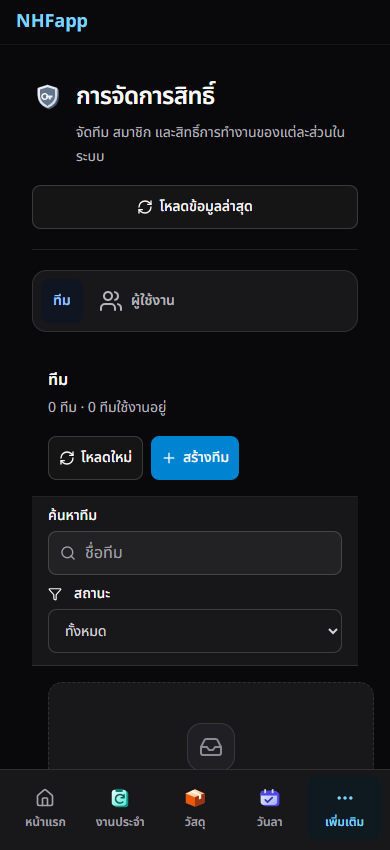 NHFapp
การจัดการสิทธิ์
จัดทีม สมาชิก และสิทธิ์การทำงานของแต่ละส่วนใน
ระบบ
โหลดข้อมูลล่าสุด
ทีม
ผู้ใช้งาน
ทีม
0 ทีม · 0 ทีมใช้งานอยู่
โหลดใหม่
สร้างทีม
ค้นหาทีม
ชื่อทีม
สถานะ
ทั้งหมด
หน้าแรก
งานประจำ
วัสดุ
วันลา
เพิ่มเติม